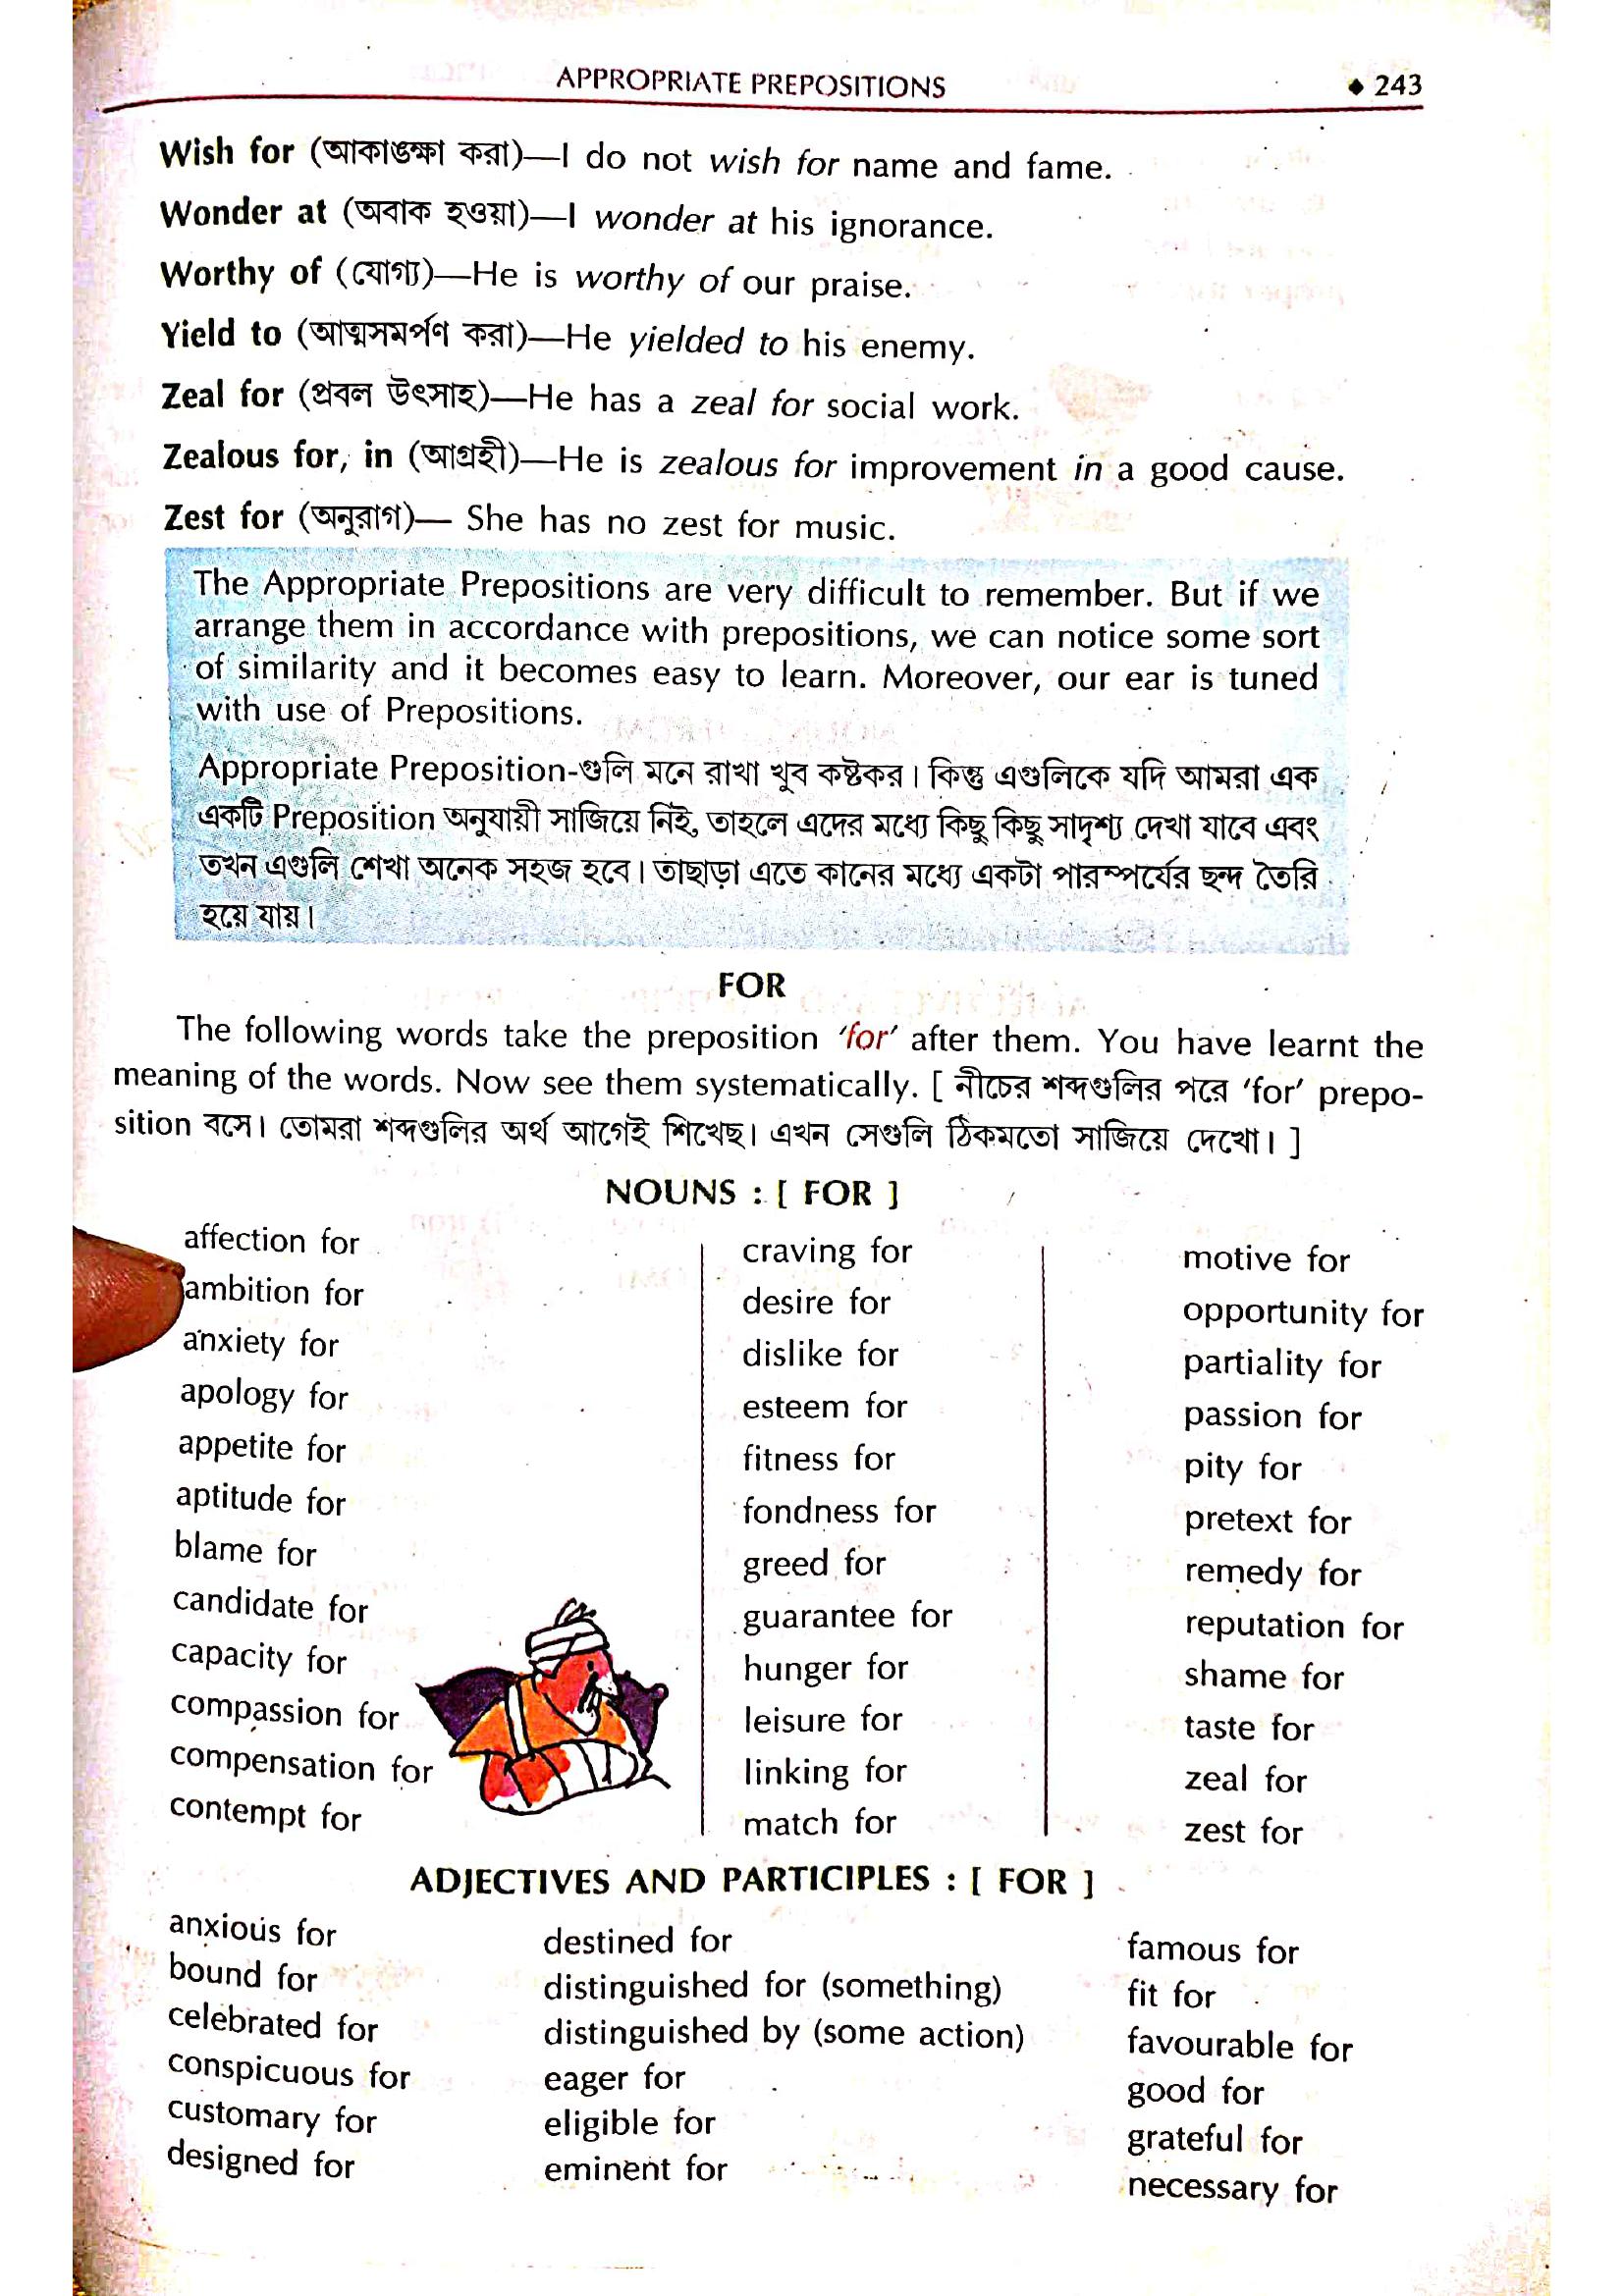 APPROPRIATE PREPOSITIONS ♦ 243
Wish for (আকাঙক্ষা করা)—I do not wish for name and fame.
Wonder at (অবাক হওয়া)—I wonder at his ignorance.
Worthy of (যোগ্য)—He is worthy of our praise.
Yield to (আত্মসমর্পণ করা)—He yielded to his enemy.
Zeal for (প্রবল উৎসাহ)—He has a zeal for social work.
Zealous for, in (আগ্রহী)—He is zealous for improvement in a good cause.
Zest for (অনুরাগ)— She has no zest for music.
The Appropriate Prepositions are very difficult to remember. But if we
arrange them in accordance with prepositions, we can notice some sort
of similarity and it becomes easy to learn. Moreover, our ear is tuned
with use of Prepositions.
Appropriate Preposition-গুলি মনে রাখা খুব কষ্টকর। কিন্তু এগুলিকে যদি আমরা এক
একটি Preposition অনুযায়ী সাজিয়ে নিই, তাহলে এদের মধ্যে কিছু কিছু সাদৃশ্য দেখা যাবে এবং
তখন এগুলি শেখা অনেক সহজ হবে। তাছাড়া এতে কানের মধ্যে একটা পারম্পর্যের ছন্দ তৈরি
হয়ে যায়।
FOR
The following words take the preposition ‘for’ after them. You have learnt the
meaning of the words. Now see them systematically. [ নীচের শব্দগুলির পরে ‘for’ prepo-
sition বসে। তোমরা শব্দগুলির অর্থ আগেই শিখেছ। এখন সেগুলি ঠিকমতো সাজিয়ে দেখো। ]
NOUNS : [ FOR ]
affection for
ambition for
anxiety for
apology for
appetite for
aptitude for
blame for
candidate for
capacity for
compassion for
compensation for
contempt for
craving for
desire for
dislike for
esteem for
fitness for
fondness for
greed for
guarantee for
hunger for
leisure for
linking for
match for
motive for
opportunity for
partiality for
passion for
pity for
pretext for
remedy for
reputation for
shame for
taste for
zeal for
zest for
ADJECTIVES AND PARTICIPLES : [ FOR ]
anxious for
bound for
celebrated for
conspicuous for
customary for
designed for
destined for
distinguished for (something)
distinguished by (some action)
eager for
eligible for
eminent for
famous for
fit for
favourable for
good for
grateful for
necessary for